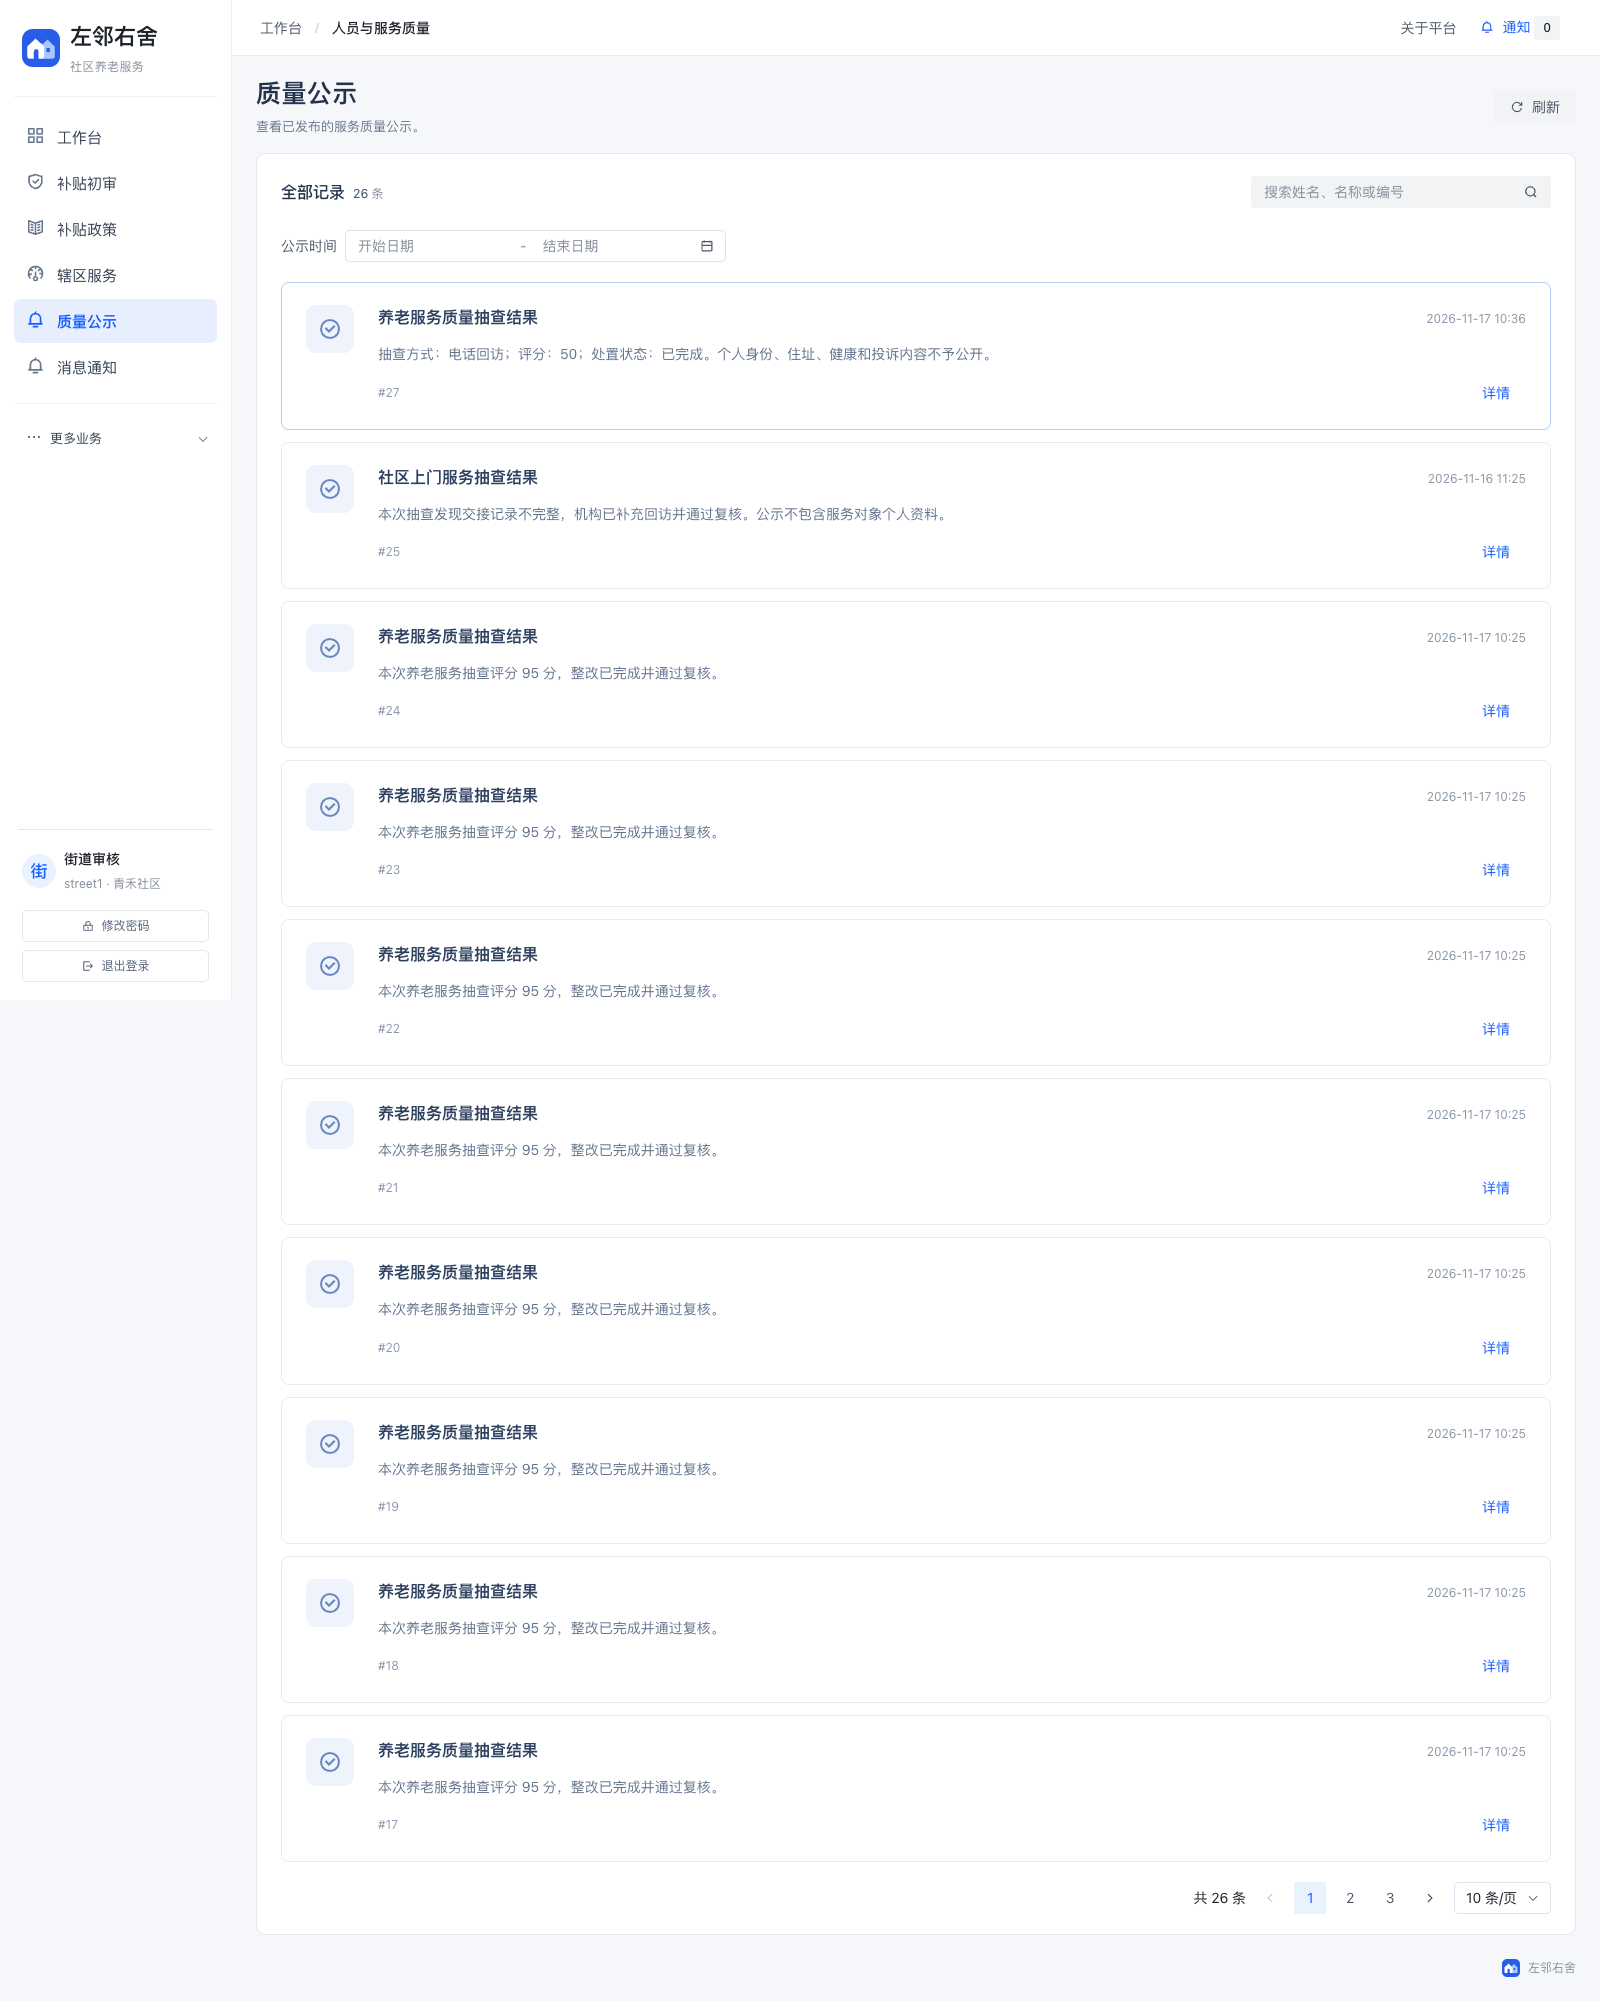 左邻右舍
社区养老服务
工作台
补贴初审
补贴政策
辖区服务
质量公示
消息通知
更多业务
街
街道审核
street1 · 青禾社区
修改密码
退出登录
工作台 / 人员与服务质量
关于平台
通知 0
质量公示
查看已发布的服务质量公示。
刷新
全部记录 26 条
搜索姓名、名称或编号
公示时间 开始日期 - 结束日期
养老服务质量抽查结果 2026-11-17 10:36
抽查方式：电话回访；评分：50；处置状态：已完成。个人身份、住址、健康和投诉内容不予公开。
#27 详情
社区上门服务抽查结果 2026-11-16 11:25
本次抽查发现交接记录不完整，机构已补充回访并通过复核。公示不包含服务对象个人资料。
#25 详情
养老服务质量抽查结果 2026-11-17 10:25
本次养老服务抽查评分 95 分，整改已完成并通过复核。
#24 详情
养老服务质量抽查结果 2026-11-17 10:25
本次养老服务抽查评分 95 分，整改已完成并通过复核。
#23 详情
养老服务质量抽查结果 2026-11-17 10:25
本次养老服务抽查评分 95 分，整改已完成并通过复核。
#22 详情
养老服务质量抽查结果 2026-11-17 10:25
本次养老服务抽查评分 95 分，整改已完成并通过复核。
#21 详情
养老服务质量抽查结果 2026-11-17 10:25
本次养老服务抽查评分 95 分，整改已完成并通过复核。
#20 详情
养老服务质量抽查结果 2026-11-17 10:25
本次养老服务抽查评分 95 分，整改已完成并通过复核。
#19 详情
养老服务质量抽查结果 2026-11-17 10:25
本次养老服务抽查评分 95 分，整改已完成并通过复核。
#18 详情
养老服务质量抽查结果 2026-11-17 10:25
本次养老服务抽查评分 95 分，整改已完成并通过复核。
#17 详情
共 26 条 1 2 3 10 条/页
左邻右舍